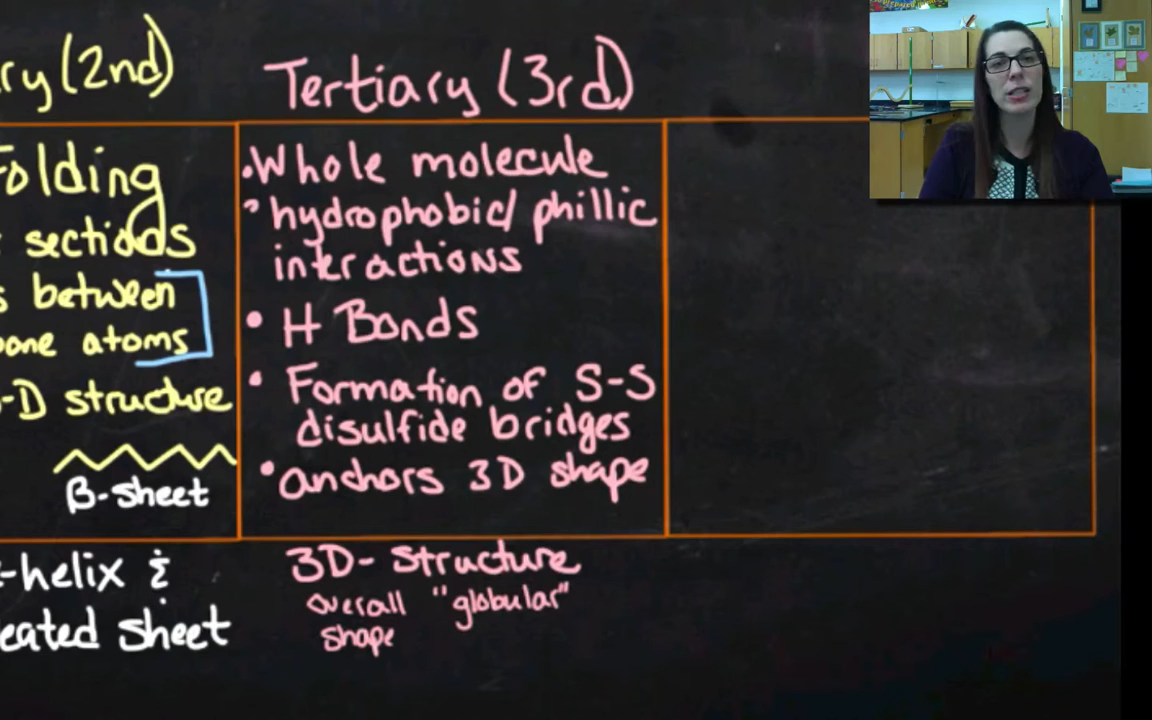 ry (2nd)
Folding
sections
s between
bone atoms
-D structure
β-sheet
-helix &
eated sheet
Tertiary (3rd)
• Whole molecule
• hydrophobic/phillic
interactions
• H Bonds
• Formation of S-S
disulfide bridges
• anchors 3D shape
3D-structure
overall "globular"
shape